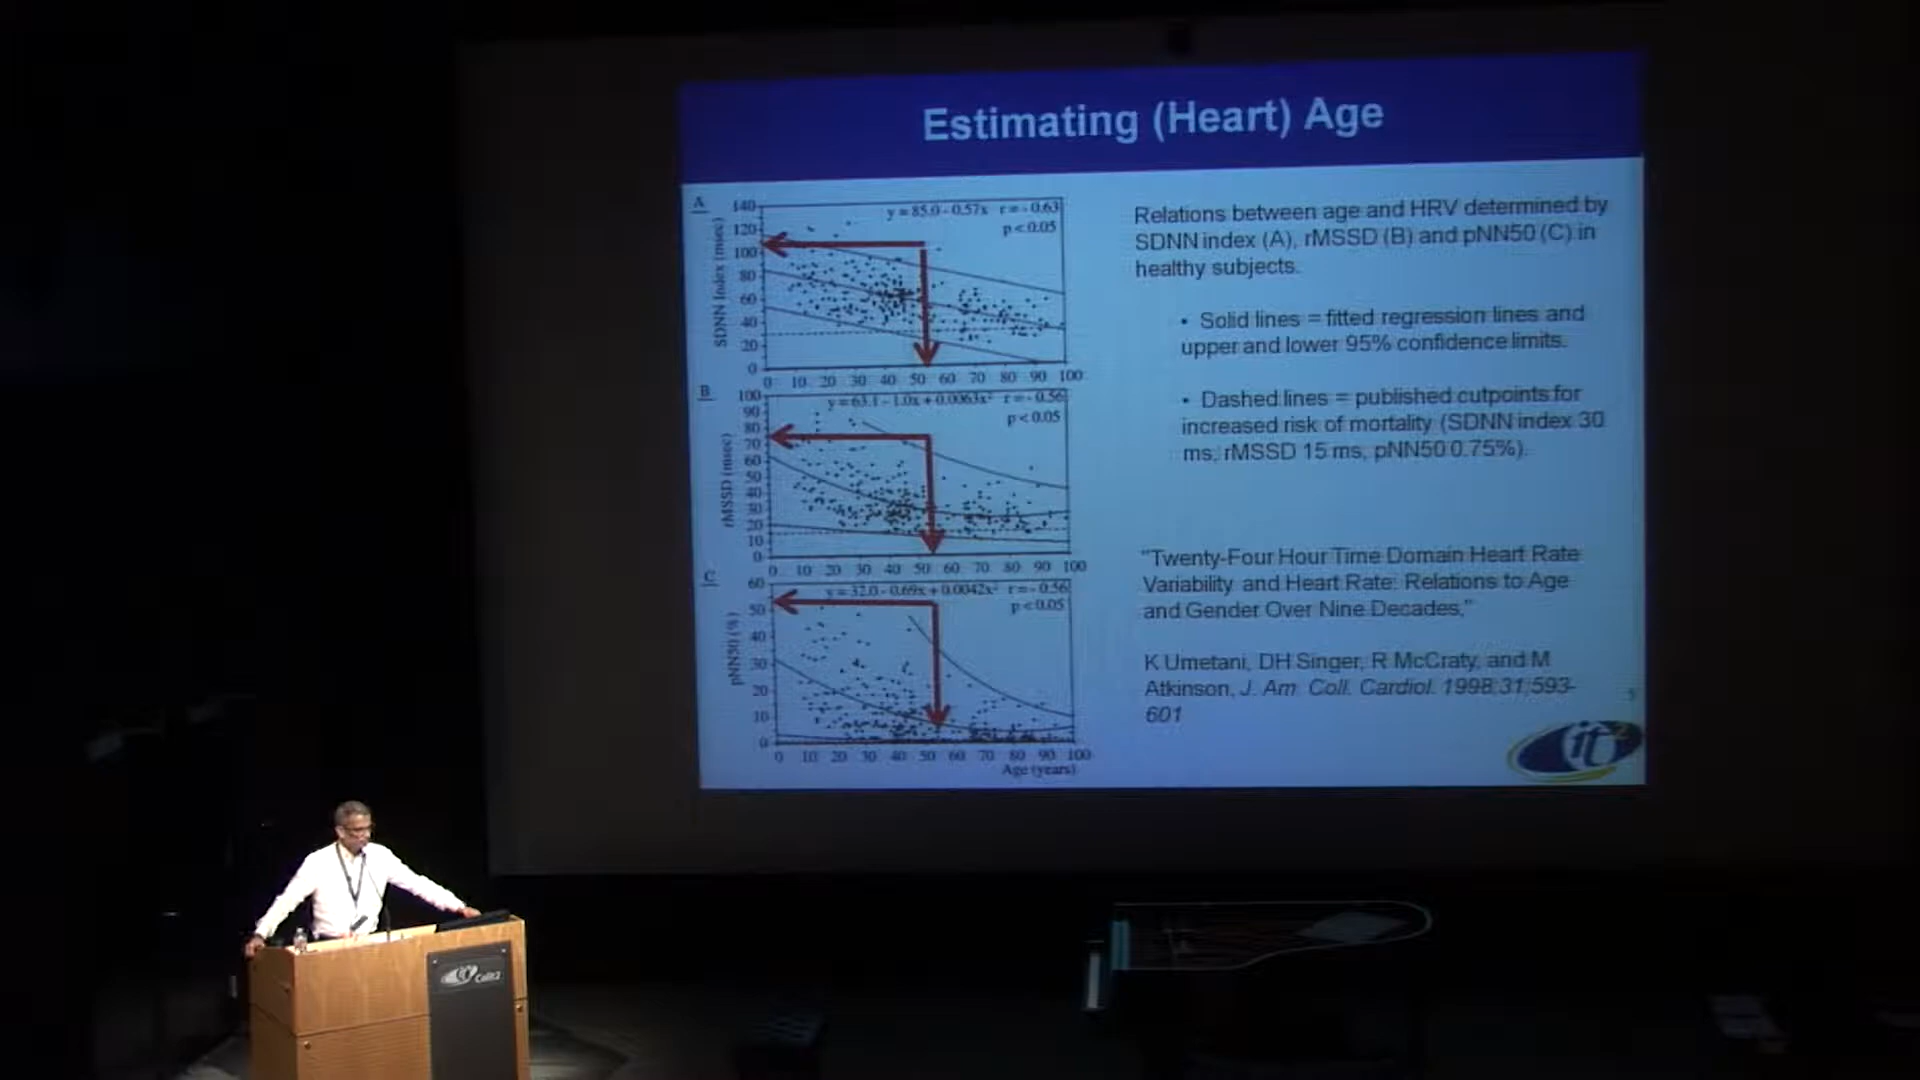 Estimating (Heart) Age
A
SDNN Index (msec)
140
120
100
80
60
40
20
0
y = 85.0 - 0.57x r = - 0.63
p < 0.05
0 10 20 30 40 50 60 70 80 90 100
B
rMSSD (msec)
100
90
80
70
60
50
40
30
20
10
0
y = 63.1 - 1.0x + 0.0063x² r = - 0.56
p < 0.05
0 10 20 30 40 50 60 70 80 90 100
C
pNN50 (%)
60
50
40
30
20
10
0
y = 32.0 - 0.69x + 0.0042x² r = - 0.56
p < 0.05
0 10 20 30 40 50 60 70 80 90 100
Age (years)
Relations between age and HRV determined by
SDNN index (A), rMSSD (B) and pNN50 (C) in
healthy subjects.
• Solid lines = fitted regression lines and
upper and lower 95% confidence limits.
• Dashed lines = published cutpoints for
increased risk of mortality (SDNN index 30
ms, rMSSD 15 ms, pNN50 0.75%).
"Twenty-Four Hour Time Domain Heart Rate
Variability and Heart Rate: Relations to Age
and Gender Over Nine Decades,"
K Umetani, DH Singer, R McCraty, and M
Atkinson, J. Am. Coll. Cardiol. 1998;31;593-
601
5
it2
it2 Calit2